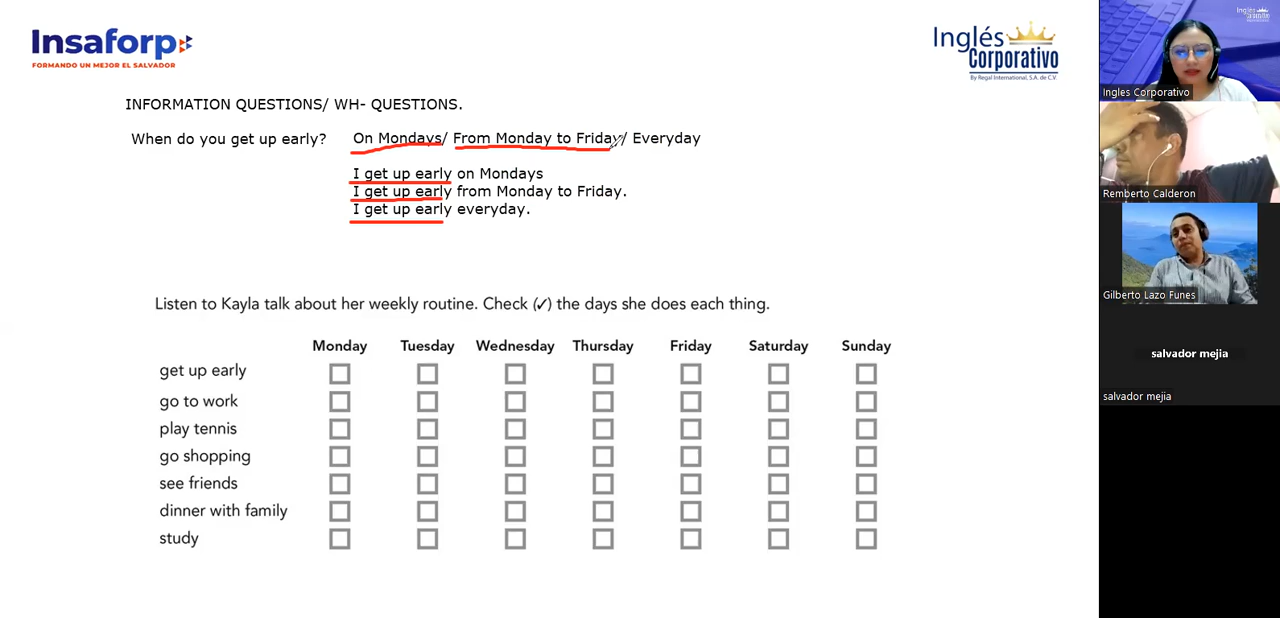 Insaforp
FORMANDO UN MEJOR EL SALVADOR
Inglés
Corporativo
By Regal International, S.A. de C.V.
INFORMATION QUESTIONS/ WH- QUESTIONS.
When do you get up early? On Mondays/ From Monday to Friday/ Everyday
I get up early on Mondays
I get up early from Monday to Friday.
I get up early everyday.
Listen to Kayla talk about her weekly routine. Check (✓) the days she does each thing.
Monday Tuesday Wednesday Thursday Friday Saturday Sunday
get up early
go to work
play tennis
go shopping
see friends
dinner with family
study
Inglés
Ingles Corporativo
Remberto Calderon
Gilberto Lazo Funes
salvador mejia
salvador mejia